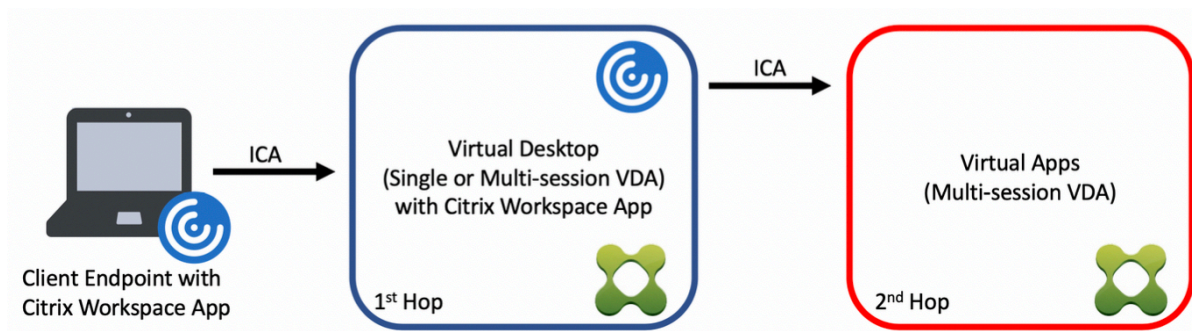 ICA
Client Endpoint with
Citrix Workspace App
Virtual Desktop
(Single or Multi-session VDA)
with Citrix Workspace App
1st Hop
ICA
Virtual Apps
(Multi-session VDA)
2nd Hop